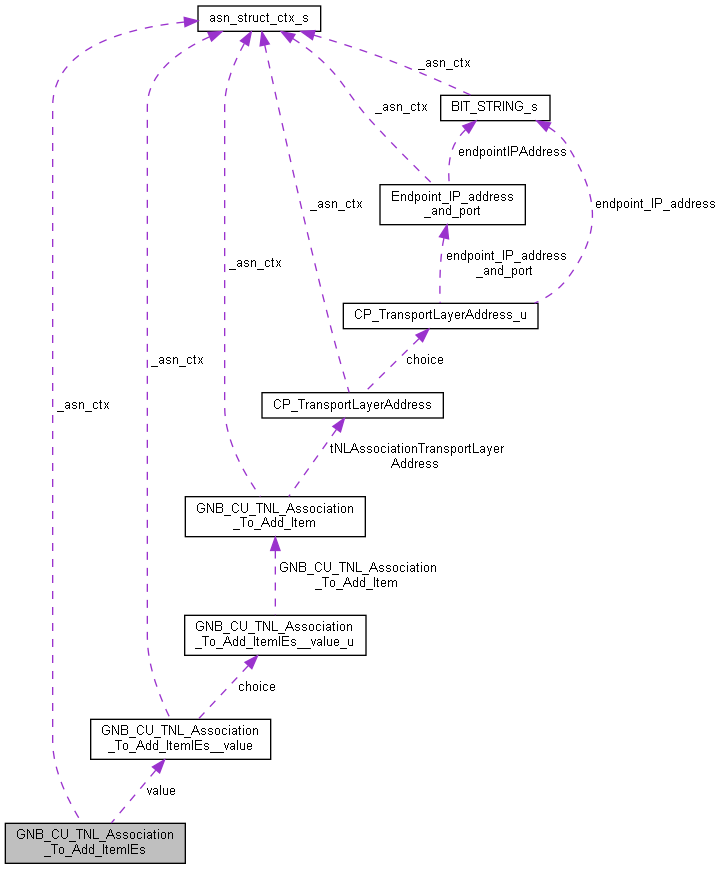 asn_struct_ctx_s
_asn_ctx
BIT_STRING_s
_asn_ctx
endpointIPAddress
Endpoint_IP_address
_and_port
endpoint_IP_address
_asn_ctx
endpoint_IP_address
_and_port
_asn_ctx
CP_TransportLayerAddress_u
_asn_ctx
choice
_asn_ctx
CP_TransportLayerAddress
tNLAssociationTransportLayer
Address
GNB_CU_TNL_Association
_To_Add_Item
GNB_CU_TNL_Association
_To_Add_Item
GNB_CU_TNL_Association
_To_Add_ItemIEs__value_u
choice
GNB_CU_TNL_Association
_To_Add_ItemIEs__value
value
GNB_CU_TNL_Association
_To_Add_ItemIEs